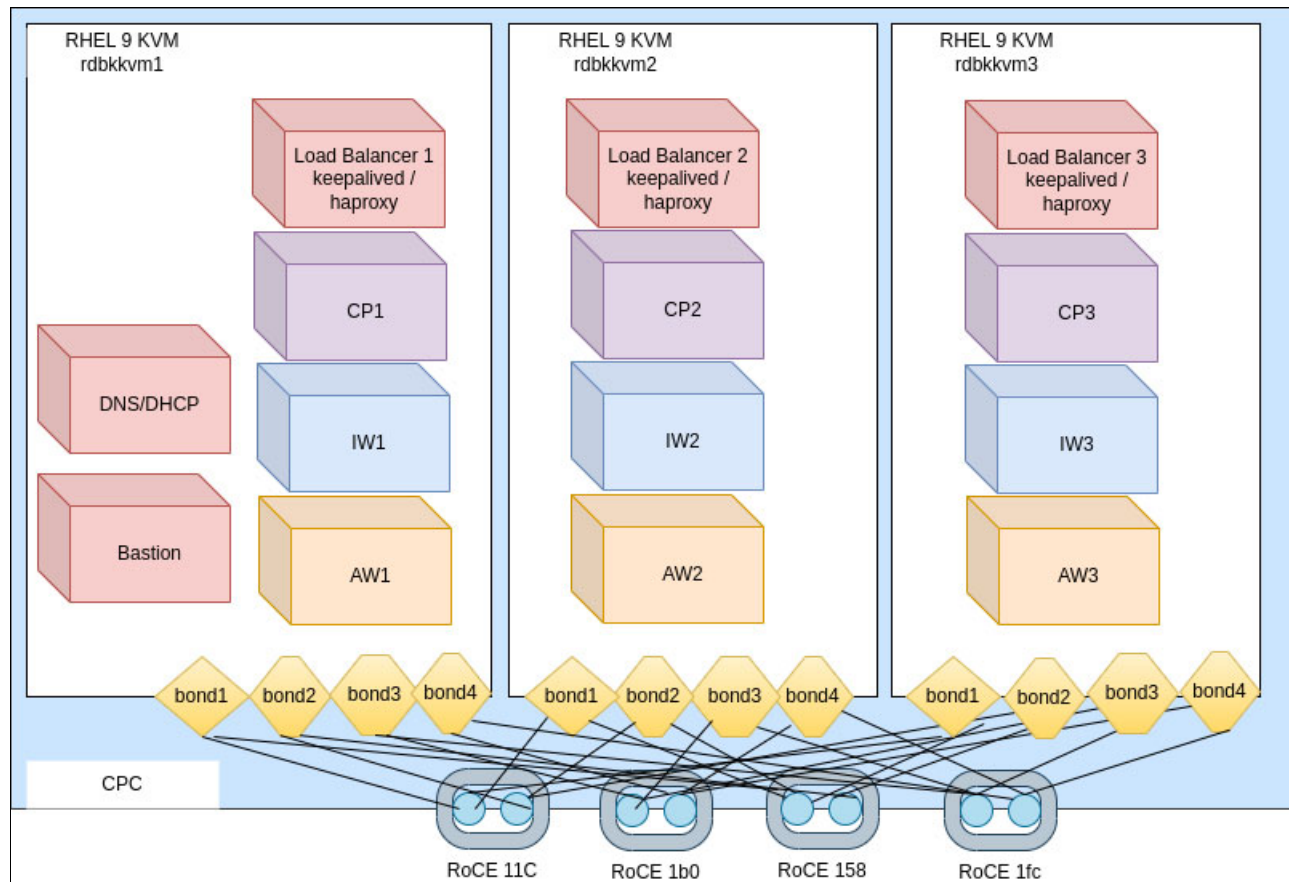 RHEL 9 KVM
rdbkkvm1
Load Balancer 1
keepalived /
haproxy
CP1
DNS/DHCP
IW1
Bastion
AW1
bond1
bond2
bond3
bond4
RHEL 9 KVM
rdbkkvm2
Load Balancer 2
keepalived /
haproxy
CP2
IW2
AW2
bond1
bond2
bond3
bond4
RHEL 9 KVM
rdbkkvm3
Load Balancer 3
keepalived /
haproxy
CP3
IW3
AW3
bond1
bond2
bond3
bond4
CPC
RoCE 11C
RoCE 1b0
RoCE 158
RoCE 1fc